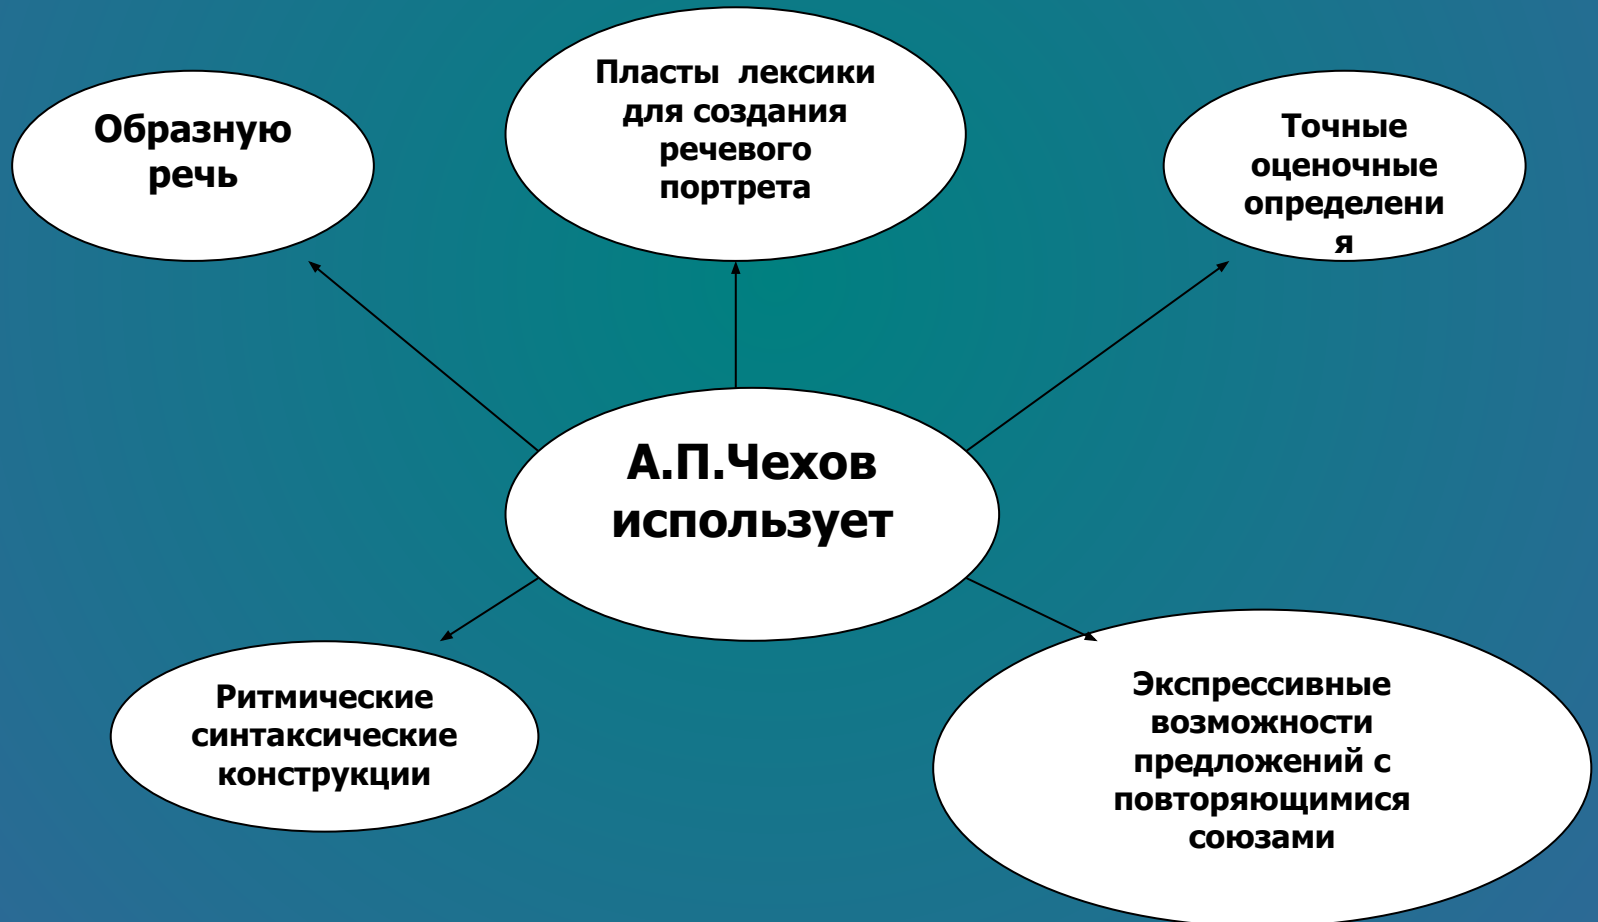 Образную
речь
Пласты лексики
для создания
речевого
портрета
Точные
оценочные
определени
я
А.П.Чехов
использует
Ритмические
синтаксические
конструкции
Экспрессивные
возможности
предложений с
повторяющимися
союзами